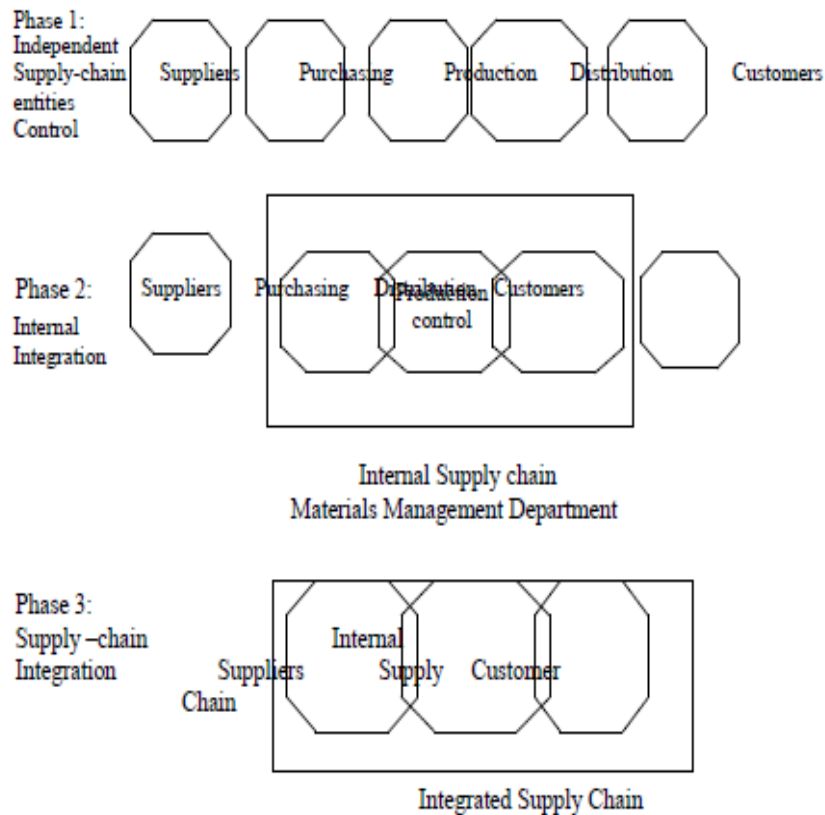 Phase 1:
Independent
Supply-chain Suppliers Purchasing Production Distribution Customers
entities
Control
Phase 2: Suppliers Purchasing Distribution Customers
Production
control
Internal
Integration
Internal Supply chain
Materials Management Department
Phase 3:
Supply –chain Internal
Integration Suppliers Supply Customer
Chain
Integrated Supply Chain